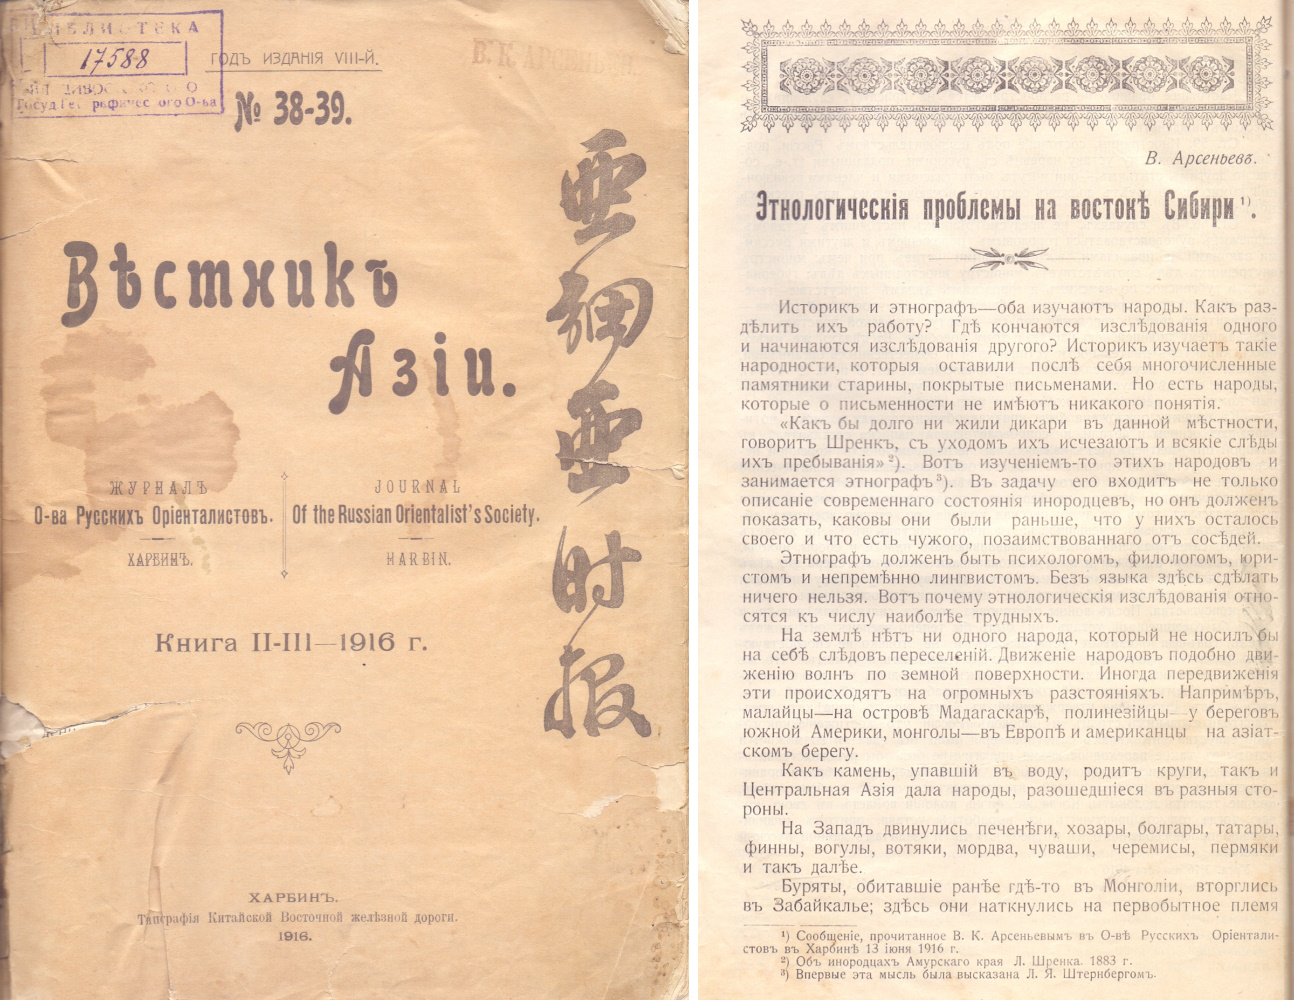 БИБЛИОТЕКА
17588
Госуд Географического О-ва
ГОДЪ ИЗДАНІЯ VIII-Й.
№ 38-39.
Вѣстникъ
Азіи.
亞細亞时报
ЖУРНАЛЪ
О-ва Русскихъ Оріенталистовъ.
ХАРБИНЪ.
JOURNAL
Of the Russian Orientalist's Society.
HARBIN.
Книга II-III—1916 г.
ХАРБИНЪ.
Типграфія Китайской Восточной желѣзной дороги.
1916.
В. Арсеньевъ.
Этнологическія проблемы на востокѣ Сибири ¹).
Историкъ и этнографъ—оба изучаютъ народы. Какъ раз-
дѣлить ихъ работу? Гдѣ кончаются изслѣдованія одного
и начинаются изслѣдованія другого? Историкъ изучаетъ такіе
народности, которыя оставили послѣ себя многочисленные
памятники старины, покрытые письменами. Но есть народы,
которые о письменности не имѣютъ никакого понятія.
«Какъ бы долго ни жили дикари въ данной мѣстности,
говоритъ Шренкъ, съ уходомъ ихъ исчезаютъ и всякіе слѣды
ихъ пребыванія» ²). Вотъ изученіемъ-то этихъ народовъ и
занимается этнографъ ³). Въ задачу его входитъ не только
описаніе современнаго состоянія инородцевъ, но онъ долженъ
показать, каковы они были раньше, что у нихъ осталось
своего и что есть чужого, позаимствованнаго отъ сосѣдей.
Этнографъ долженъ быть психологомъ, филологомъ, юри-
стомъ и непремѣнно лингвистомъ. Безъ языка здѣсь сдѣлать
ничего нельзя. Вотъ почему этнологическія изслѣдованія отно-
сятся къ числу наиболѣе трудныхъ.
На землѣ нѣтъ ни одного народа, который не носилъ бы
на себѣ слѣдовъ переселеній. Движеніе народовъ подобно дви-
женію волнъ по земной поверхности. Иногда передвиженія
эти происходятъ на огромныхъ разстояніяхъ. Напримѣръ,
малайцы—на островѣ Мадагаскарѣ, полинезійцы у береговъ
южной Америки, монголы—въ Европѣ и американцы на азіат-
скомъ берегу.
Какъ камень, упавшій въ воду, родитъ круги, такъ и
Центральная Азія дала народы, разошедшіеся въ разныя сто-
роны.
На Западъ двинулись печенѣги, хозары, болгары, татары,
финны, вогулы, вотяки, мордва, чуваши, черемисы, пермяки
и такъ далѣе.
Буряты, обитавшіе ранѣе гдѣ-то въ Монголіи, вторглись
въ Забайкалье; здѣсь они наткнулись на первобытное племя
¹) Сообщеніе, прочитанное В. К. Арсеньевымъ въ О-вѣ Русскихъ Оріентали-
стовъ въ Харбинѣ 13 іюня 1916 г.
²) Объ инородцахъ Амурскаго края Л. Шренка. 1883 г.
³) Впервые эта мысль была высказана Л. Я. Штернбергомъ.